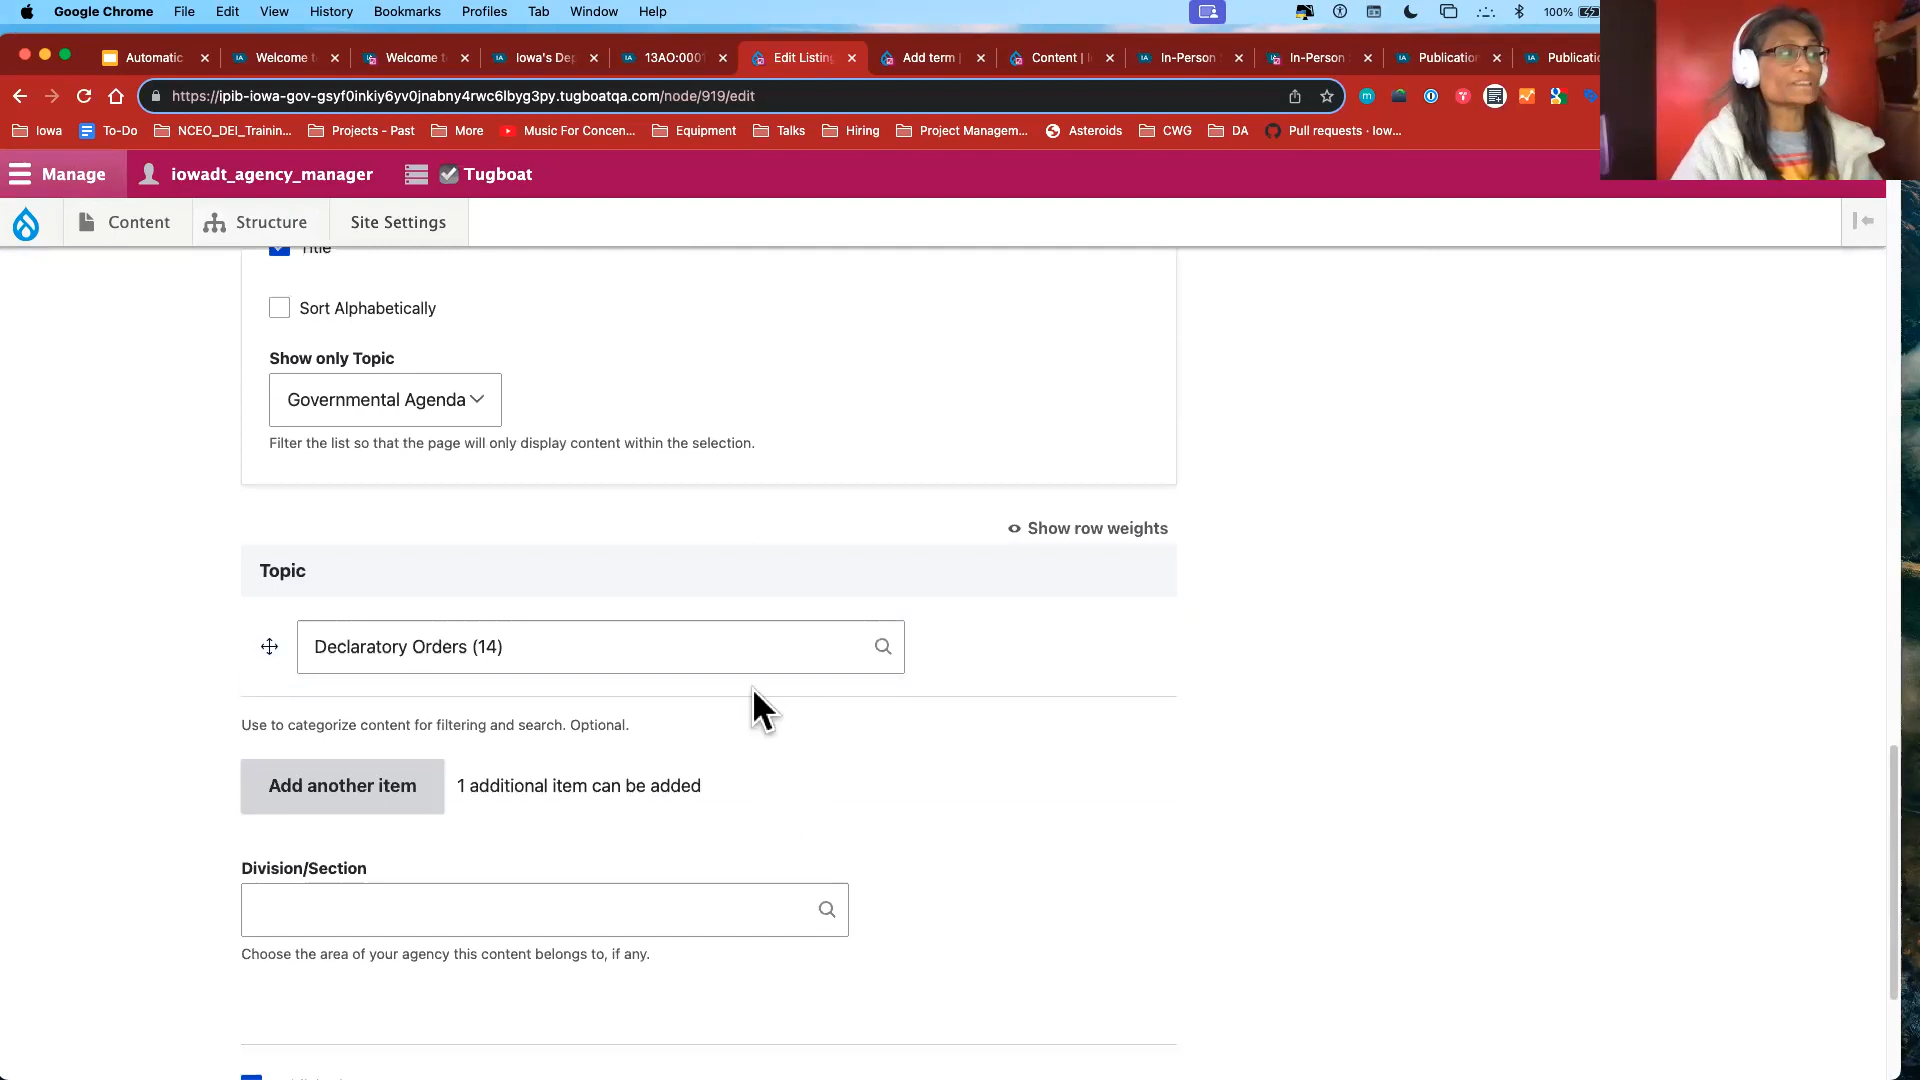 Google Chrome File Edit View History Bookmarks Profiles Tab Window Help 100%
Automatic Welcome t Welcome t Iowa's Dep 13AO:000 Edit Listing Add term | Content | In-Person In-Person Publication Publicatio
https://ipib-iowa-gov-gsyf0inkiy6yv0jnabny4rwc6lbyg3py.tugboatqa.com/node/919/edit
Iowa To-Do NCEO_DEI_Trainin... Projects - Past More Music For Concen... Equipment Talks Hiring Project Managem... Asteroids CWG DA Pull requests · Iow...
Manage iowadt_agency_manager Tugboat
Content Structure Site Settings
Title
Sort Alphabetically
Show only Topic
Governmental Agenda
Filter the list so that the page will only display content within the selection.
Show row weights
Topic
Declaratory Orders (14)
Use to categorize content for filtering and search. Optional.
Add another item 1 additional item can be added
Division/Section
Choose the area of your agency this content belongs to, if any.